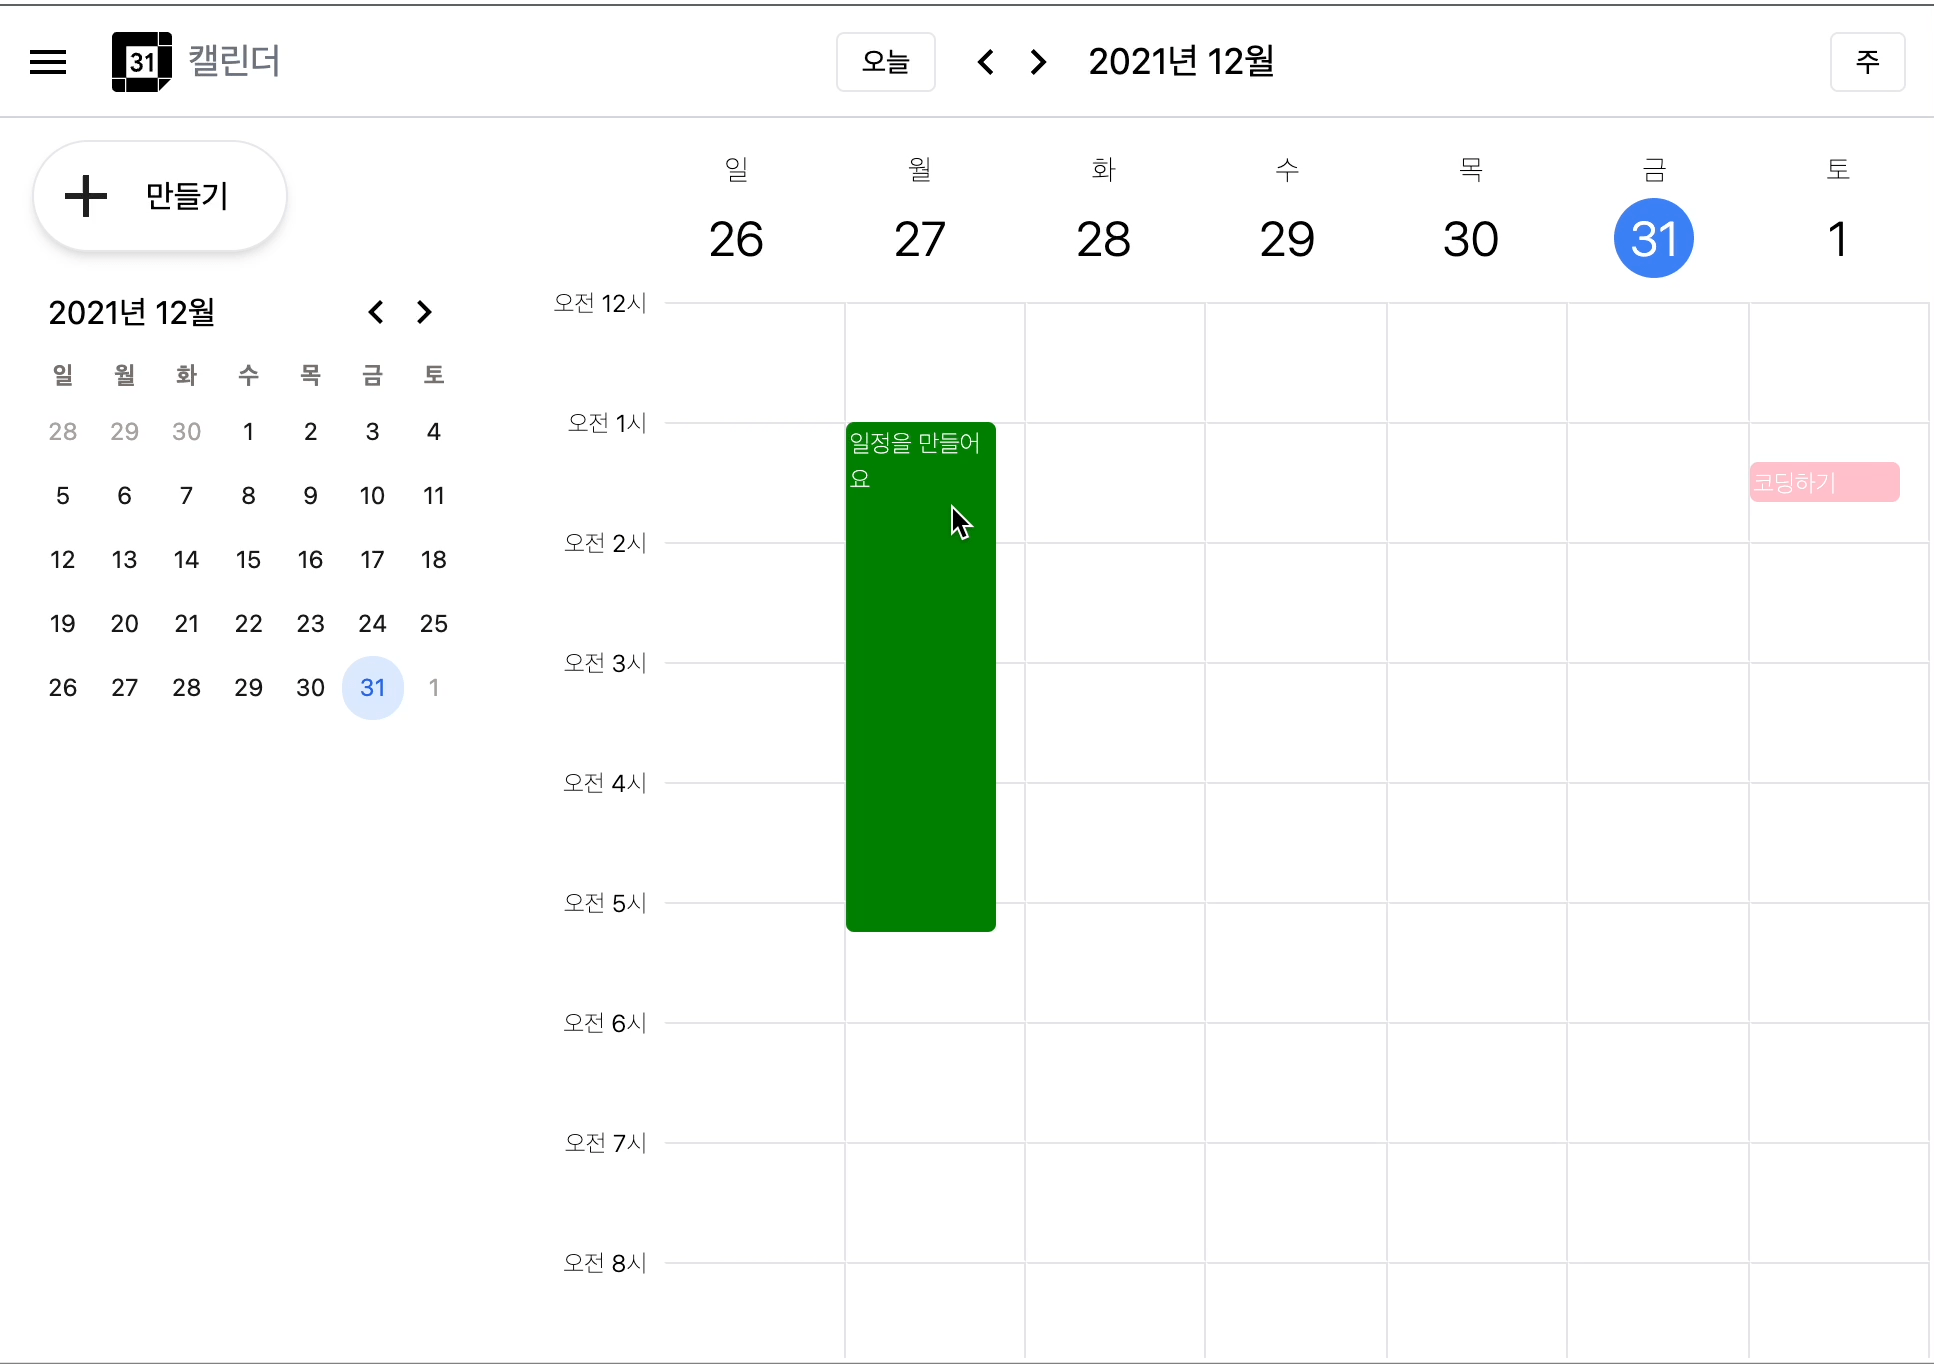 31 캘린더
오늘
2021년 12월
주
만들기
2021년 12월
일 월 화 수 목 금 토
28 29 30 1 2 3 4
5 6 7 8 9 10 11
12 13 14 15 16 17 18
19 20 21 22 23 24 25
26 27 28 29 30 31 1
일 월 화 수 목 금 토
26 27 28 29 30 31 1
오전 12시
오전 1시
일정을 만들어
요
코딩하기
오전 2시
오전 3시
오전 4시
오전 5시
오전 6시
오전 7시
오전 8시